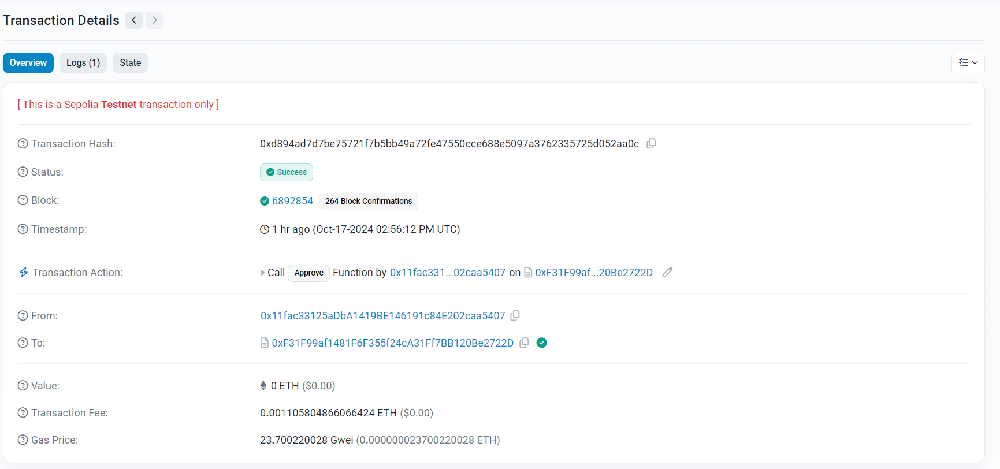 Transaction Details
Overview Logs (1) State
[ This is a Sepolia Testnet transaction only ]
Transaction Hash: 0xd894ad7d7be75721f7b5bb49a72fe47550cce688e5097a3762335725d052aa0c
Status: Success
Block: 6892854 264 Block Confirmations
Timestamp: 1 hr ago (Oct-17-2024 02:56:12 PM UTC)
Transaction Action: Call Approve Function by 0x11fac331...02caa5407 on 0xF31F99af...20Be2722D
From: 0x11fac33125aDbA1419BE146191c84E202caa5407
To: 0xF31F99af1481F6F355f24cA31Ff7BB120Be2722D
Value: 0 ETH ($0.00)
Transaction Fee: 0.001105804866066424 ETH ($0.00)
Gas Price: 23.700220028 Gwei (0.000000023700220028 ETH)